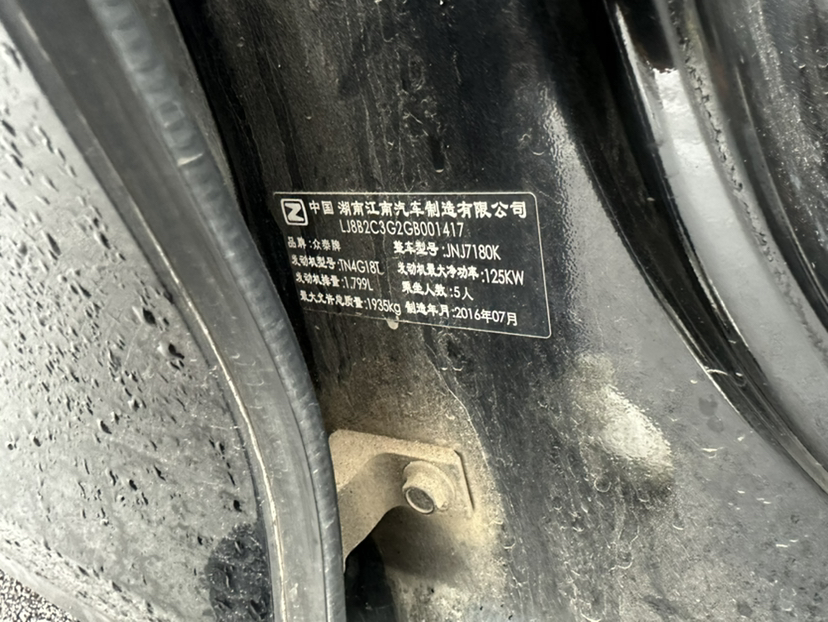 Z 中国 湖南江南汽车制造有限公司
LJ8B2C3G2GB001417
品牌:众泰牌 整车型号:JNJ7180K
发动机型号:TN4G18T 发动机最大净功率:125KW
发动机排量:1.799L 乘坐人数:5人
最大允许总质量:1935kg 制造年月:2016年07月